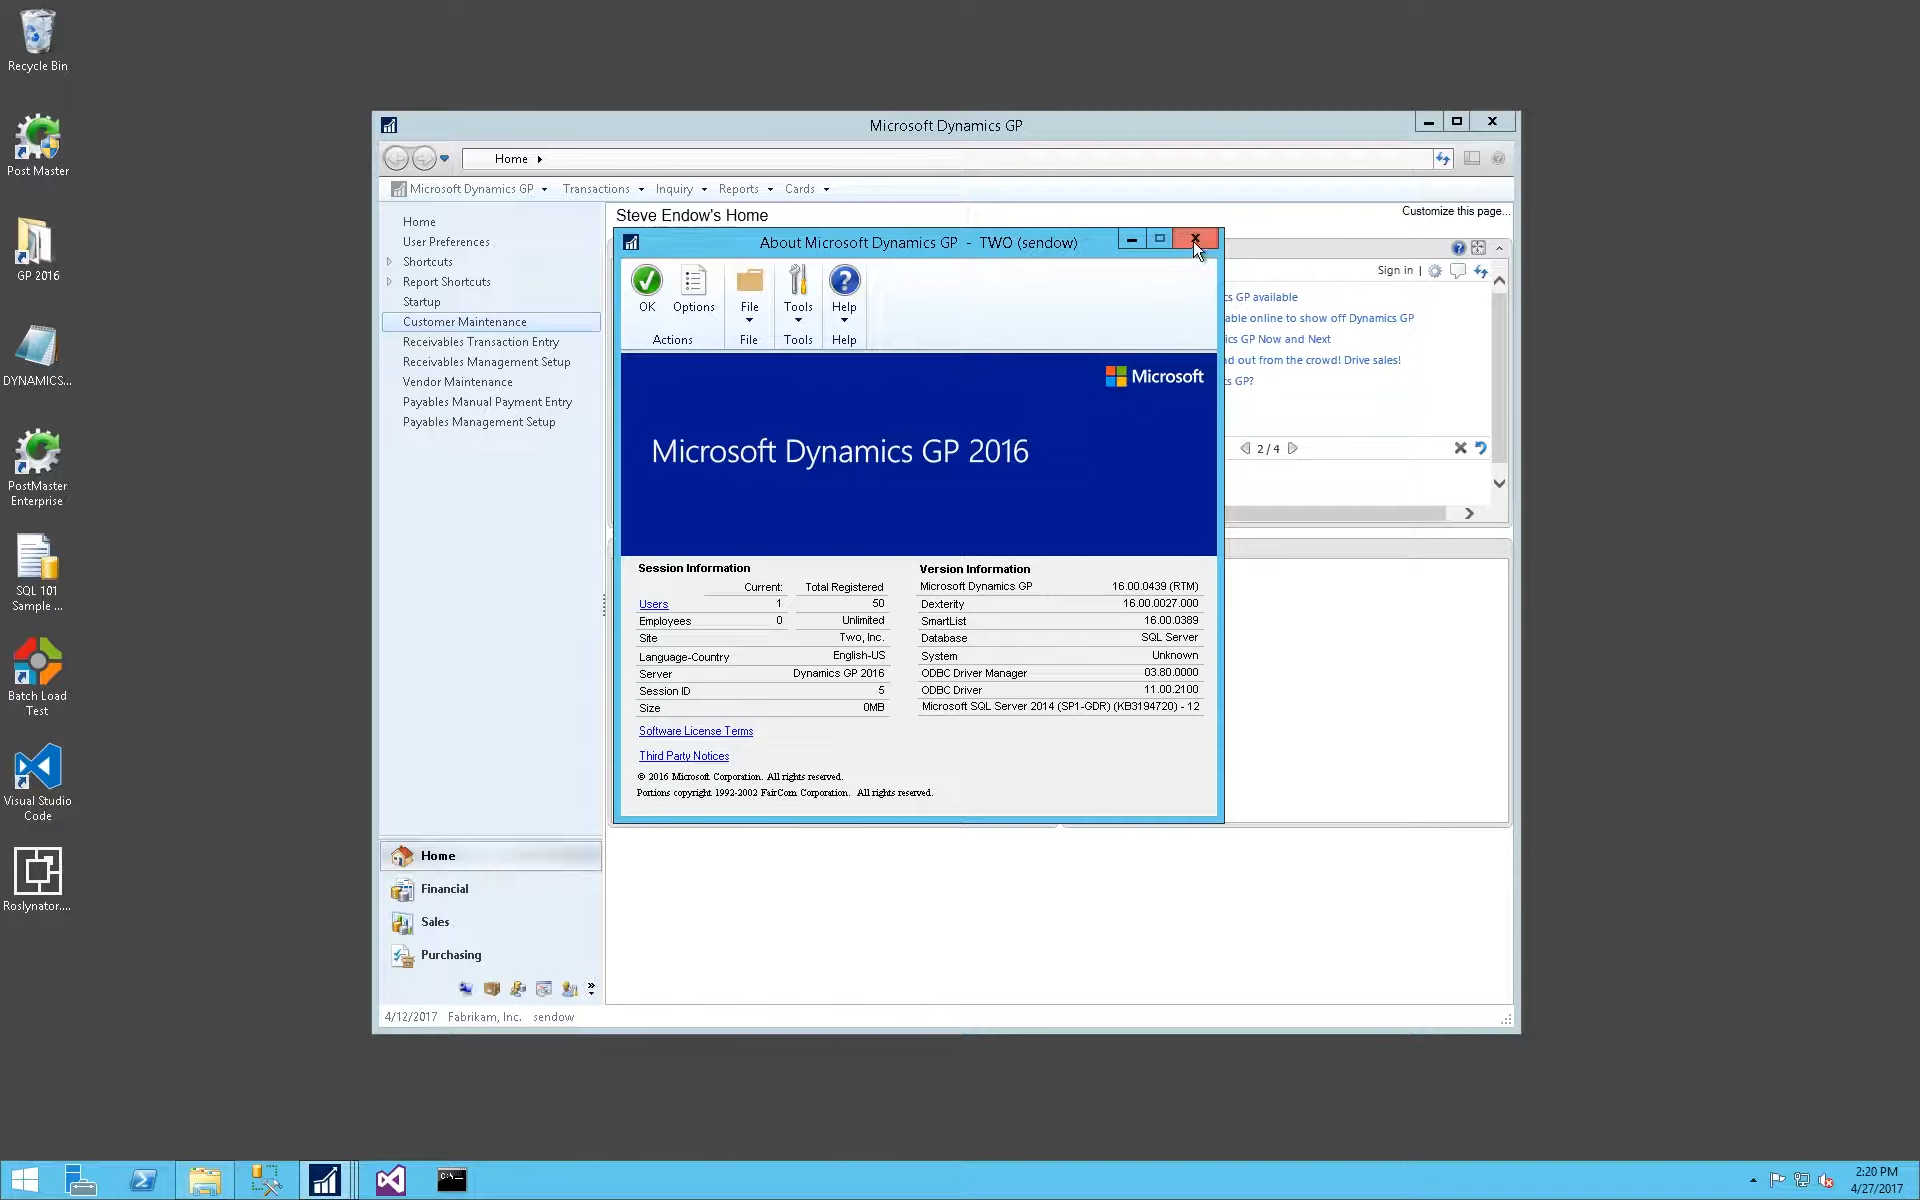 Recycle Bin
Post Master
GP 2016
DYNAMICS...
PostMaster
Enterprise
SQL 101
Sample ...
Batch Load
Test
Visual Studio
Code
Roslynator....
Microsoft Dynamics GP
Home
Microsoft Dynamics GP Transactions Inquiry Reports Cards
Home
User Preferences
Shortcuts
Report Shortcuts
Startup
Customer Maintenance
Receivables Transaction Entry
Receivables Management Setup
Vendor Maintenance
Payables Manual Payment Entry
Payables Management Setup
Home
Financial
Sales
Purchasing
4/12/2017 Fabrikam, Inc. sendow
Steve Endow's Home
Customize this page...
Sign in |
cs GP available
able online to show off Dynamics GP
ics GP Now and Next
nd out from the crowd! Drive sales!
cs GP?
2 / 4
About Microsoft Dynamics GP - TWO (sendow)
OK Options File Tools Help
Actions File Tools Help
Microsoft
Microsoft Dynamics GP 2016
Session Information
Current: Total Registered
Users 1 50
Employees 0 Unlimited
Site Two, Inc.
Language-Country English-US
Server Dynamics GP 2016
Session ID 5
Size 0MB
Software License Terms
Third Party Notices
© 2016 Microsoft Corporation. All rights reserved.
Portions copyright 1992-2002 FairCom Corporation. All rights reserved.
Version Information
Microsoft Dynamics GP 16.00.0439 (RTM)
Dexterity 16.00.0027.000
SmartList 16.00.0389
Database SQL Server
System Unknown
ODBC Driver Manager 03.80.0000
ODBC Driver 11.00.2100
Microsoft SQL Server 2014 (SP1-GDR) (KB3194720) - 12
2:20 PM
4/27/2017